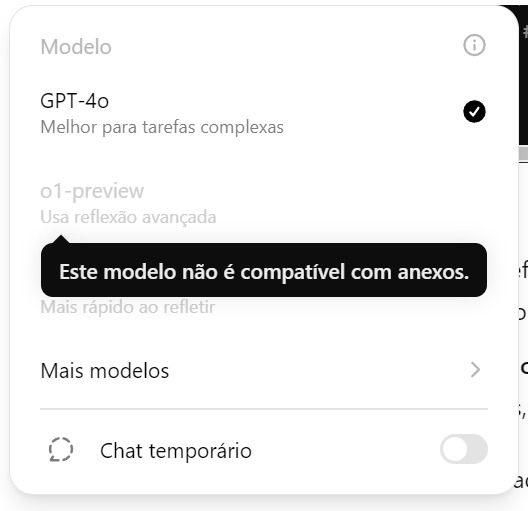 Modelo
GPT-4o
Melhor para tarefas complexas
o1-preview
Usa reflexão avançada
Este modelo não é compatível com anexos.
Mais rápido ao refletir
Mais modelos
Chat temporário